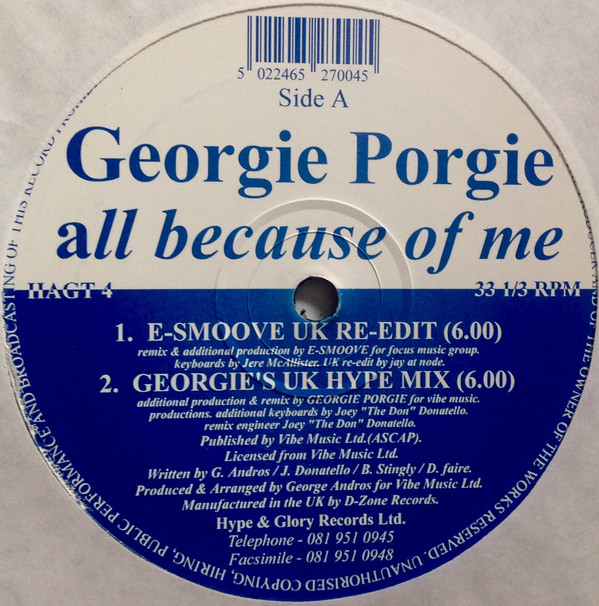 5 022465 270045
Side A
Georgie Porgie
all because of me
HAGT 4
33 1/3 RPM
1. E-SMOOVE UK RE-EDIT (6.00)
remix & additional production by E-SMOOVE for focus music group.
keyboards by Jere McAllister. UK re-edit by jay at node.
2. GEORGIE'S UK HYPE MIX (6.00)
additional production & remix by GEORGIE PORGIE for vibe music.
productions. additional keyboards by Joey "The Don" Donatello.
remix engineer Joey "The Don" Donatello.
Published by Vibe Music Ltd.(ASCAP).
Licensed from Vibe Music Ltd.
Written by G. Andros / J. Donatello / B. Stingly / D. faire.
Produced & Arranged by George Andros for Vibe Music Ltd.
Manufactured in the UK by D-Zone Records.
Hype & Glory Records Ltd.
Telephone - 081 951 0945
Facsimile - 081 951 0948
AND OF THE OWNER OF THE WORKS RESERVED. UNAUTHORISED COPYING, HIRING, PUBLIC PERFORMANCE AND BROADCASTING OF THIS RECORD